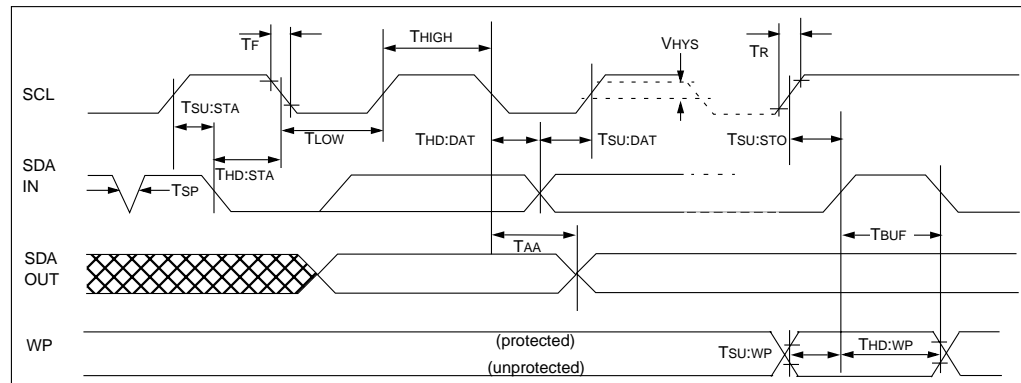 TF
THIGH
VHYS
TR
SCL
TSU:STA
TLOW
THD:DAT
TSU:DAT
TSU:STO
SDA
IN
THD:STA
TSP
TAA
TBUF
SDA
OUT
WP
(protected)
(unprotected)
TSU:WP
THD:WP